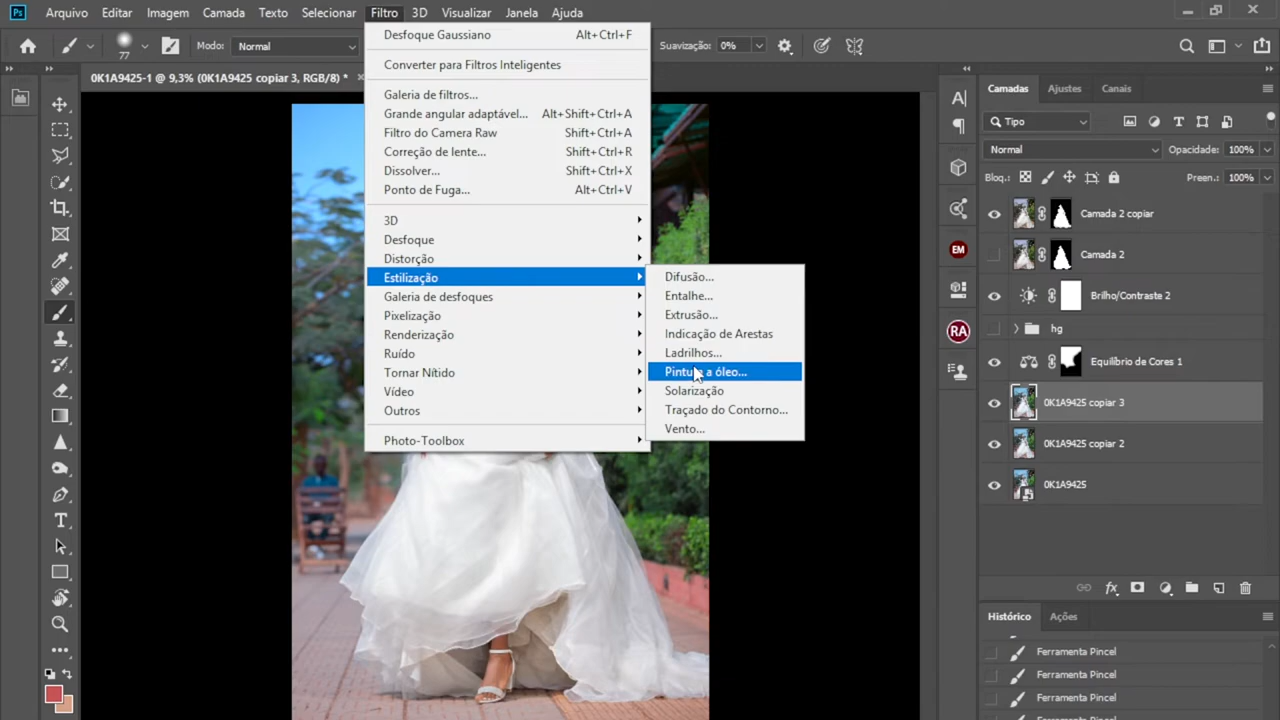 Ps Arquivo Editar Imagem Camada Texto Selecionar Filtro 3D Visualizar Janela Ajuda
77 Modo: Normal Suavização: 0%
0K1A9425-1 @ 9,3% (0K1A9425 copiar 3, RGB/8) *
Desfoque Gaussiano Alt+Ctrl+F
Converter para Filtros Inteligentes
Galeria de filtros...
Grande angular adaptável... Alt+Shift+Ctrl+A
Filtro do Camera Raw Shift+Ctrl+A
Correção de lente... Shift+Ctrl+R
Dissolver... Shift+Ctrl+X
Ponto de Fuga... Alt+Ctrl+V
3D
Desfoque
Distorção
Estilização
Galeria de desfoques
Pixelização
Renderização
Ruído
Tornar Nítido
Vídeo
Outros
Photo-Toolbox
Difusão...
Entalhe...
Extrusão...
Indicação de Arestas
Ladrilhos...
Pintura a óleo...
Solarização
Traçado do Contorno...
Vento...
EM
RA
Camadas Ajustes Canais
Tipo
Normal Opacidade: 100%
Bloq.: Preen.: 100%
Camada 2 copiar
Camada 2
Brilho/Contraste 2
hg
Equilíbrio de Cores 1
0K1A9425 copiar 3
0K1A9425 copiar 2
0K1A9425
fx
Histórico Ações
Ferramenta Pincel
Ferramenta Pincel
Ferramenta Pincel